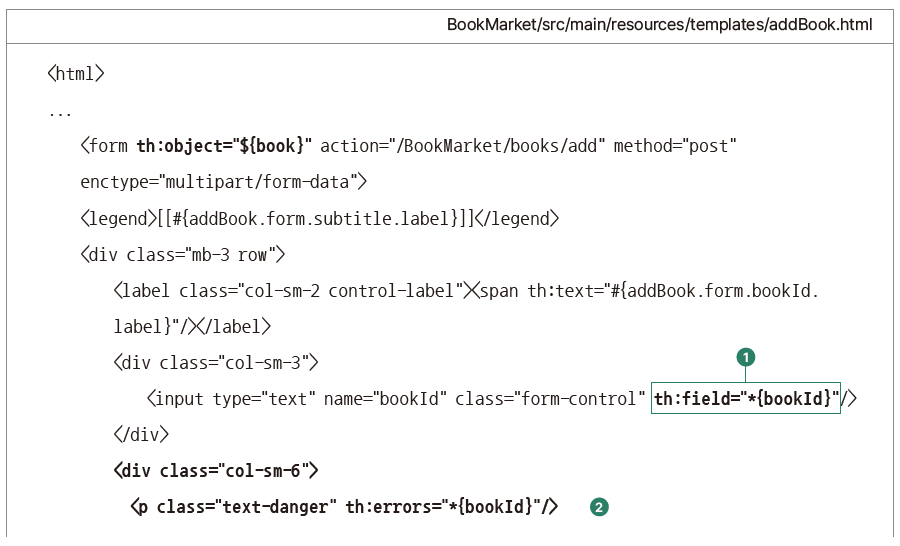 BookMarket/src/main/resources/templates/addBook.html
<html>
...
<form th:object="${book}" action="/BookMarket/books/add" method="post"
enctype="multipart/form-data">
<legend>[[#{addBook.form.subtitle.label}]]</legend>
<div class="mb-3 row">
<label class="col-sm-2 control-label"><span th:text="#{addBook.form.bookId.
label}"/></label>
<div class="col-sm-3">
1
<input type="text" name="bookId" class="form-control" th:field="*{bookId}"/>
</div>
<div class="col-sm-6">
<p class="text-danger" th:errors="*{bookId}"/> 2